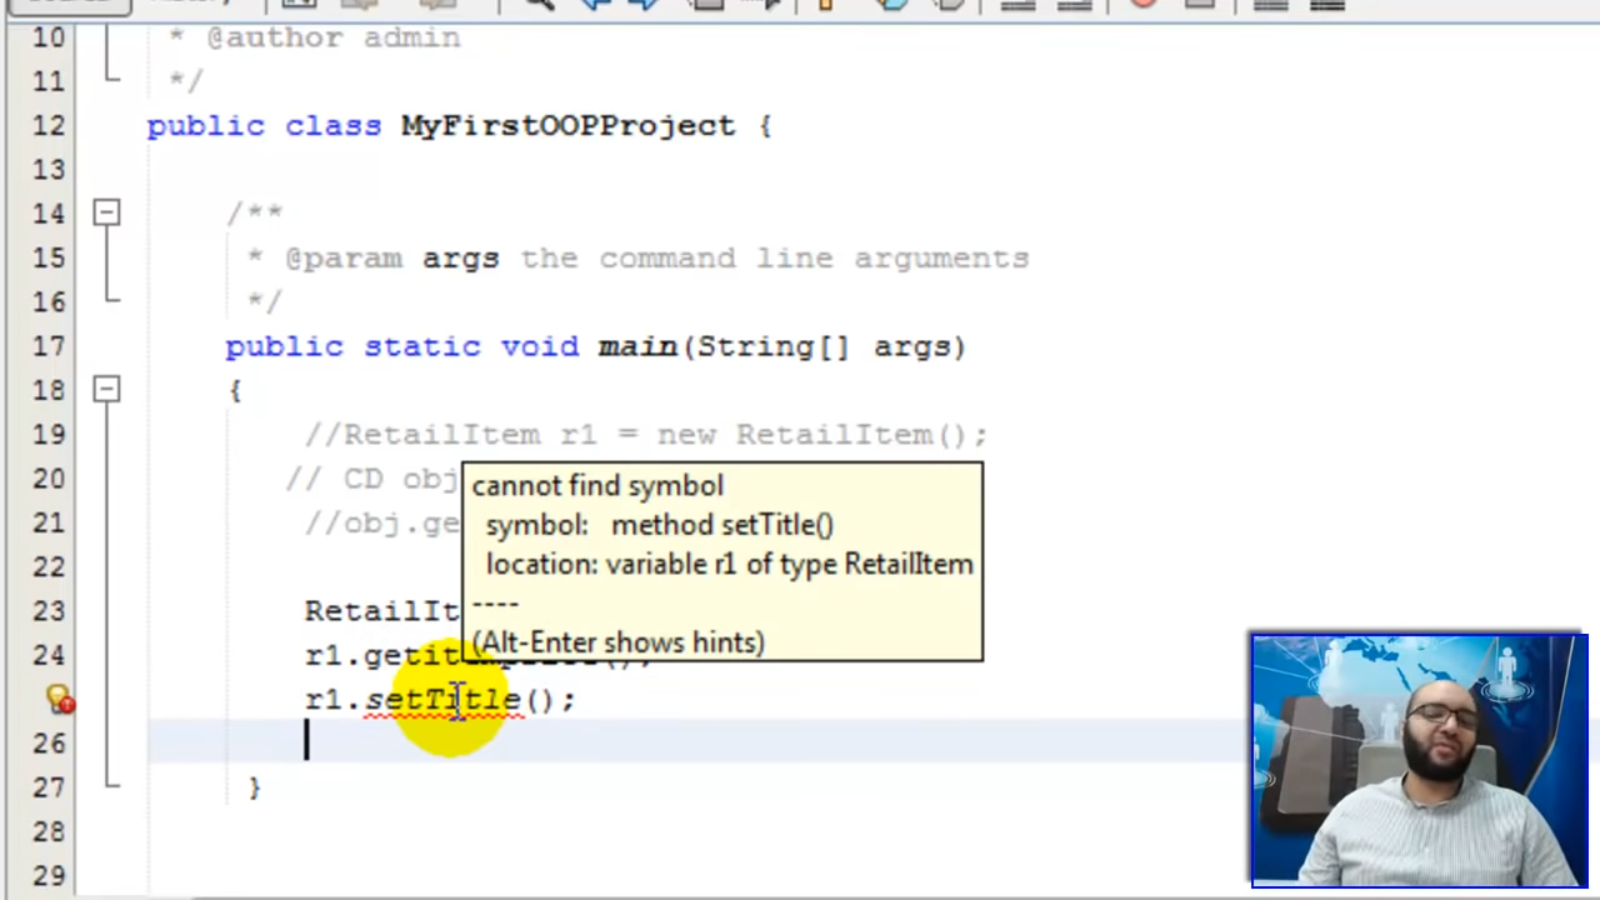 10 * @author admin
11 */
12 public class MyFirstOOPProject {
13
14 /**
15 * @param args the command line arguments
16 */
17 public static void main(String[] args)
18 {
19 //RetailItem r1 = new RetailItem();
20 // CD obj
21 //obj.ge
22
23 RetailIt
24 r1.getit
r1.setTitle();
26
27 }
28
29
cannot find symbol
symbol: method setTitle()
location: variable r1 of type RetailItem
----
(Alt-Enter shows hints)